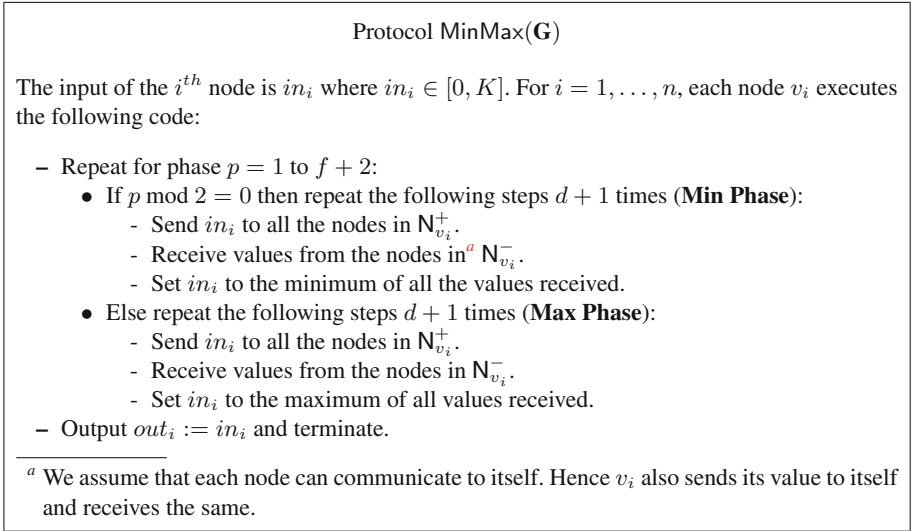 Protocol MinMax(G)
The input of the $i^{th}$ node is $in_i$ where $in_i \in [0, K]$. For $i = 1, \ldots, n$, each node $v_i$ executes
the following code:
– Repeat for phase $p = 1$ to $f + 2$:
• If $p$ mod $2 = 0$ then repeat the following steps $d + 1$ times (Min Phase):
- Send $in_i$ to all the nodes in $\mathsf{N}^+_{v_i}$.
- Receive values from the nodes in$^a$ $\mathsf{N}^-_{v_i}$.
- Set $in_i$ to the minimum of all the values received.
• Else repeat the following steps $d + 1$ times (Max Phase):
- Send $in_i$ to all the nodes in $\mathsf{N}^+_{v_i}$.
- Receive values from the nodes in $\mathsf{N}^-_{v_i}$.
- Set $in_i$ to the maximum of all values received.
– Output $out_i := in_i$ and terminate.
$^a$ We assume that each node can communicate to itself. Hence $v_i$ also sends its value to itself
and receives the same.